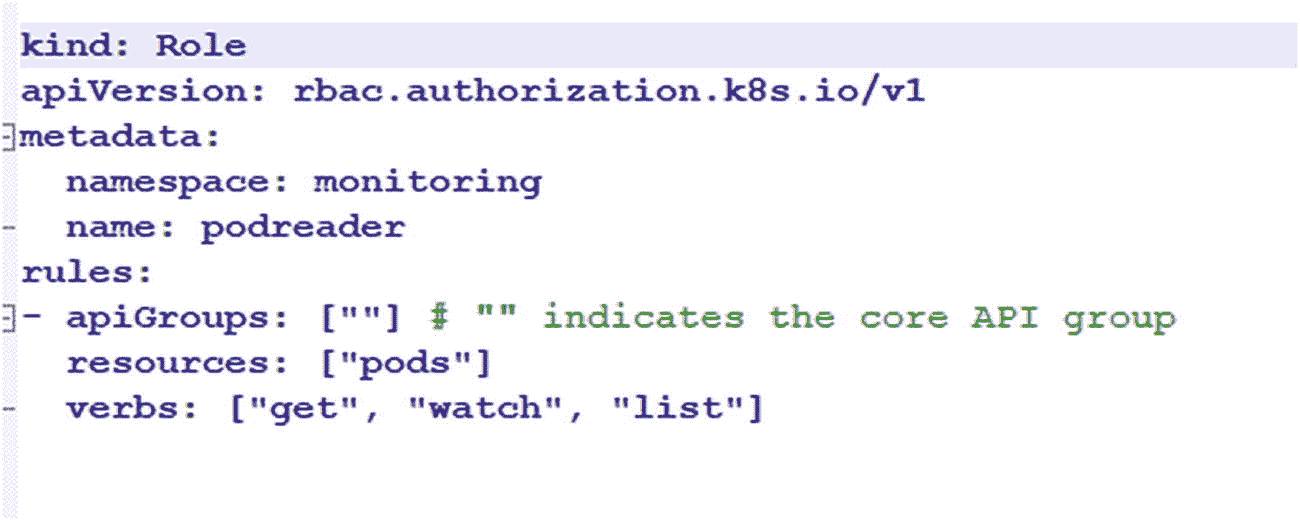 kind: Role
apiVersion: rbac.authorization.k8s.io/v1
metadata:
  namespace: monitoring
  name: podreader
rules:
- apiGroups: [""] # "" indicates the core API group
  resources: ["pods"]
  verbs: ["get", "watch", "list"]